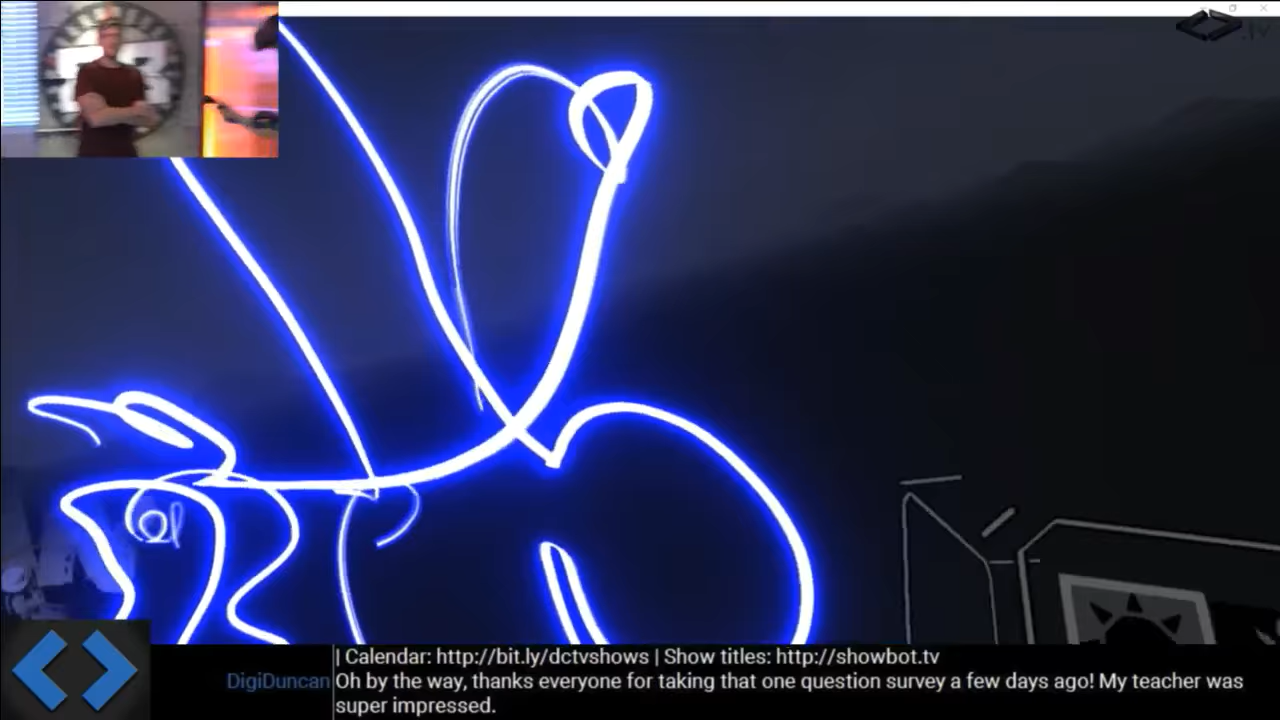 .tv
| Calendar: http://bit.ly/dctvshows | Show titles: http://showbot.tv
DigiDuncan Oh by the way, thanks everyone for taking that one question survey a few days ago! My teacher was
super impressed.